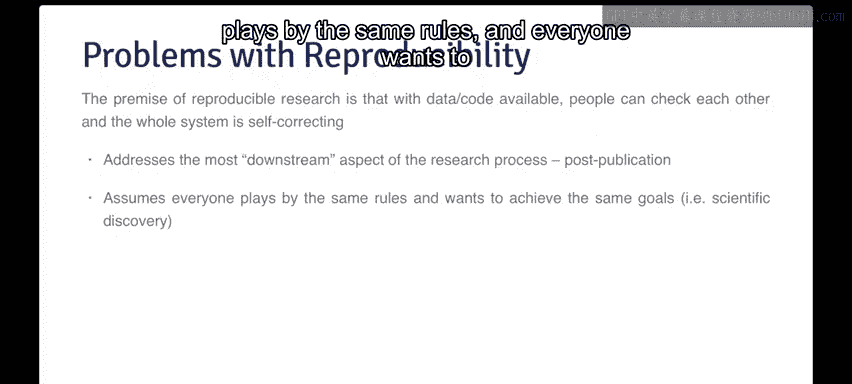 plays by the same rules, and everyone
wants to
Problems with Reproducibility
The premise of reproducible research is that with data/code available, people can check each other
and the whole system is self-correcting
· Addresses the most “downstream” aspect of the research process – post-publication
· Assumes everyone plays by the same rules and wants to achieve the same goals (i.e. scientific
discovery)